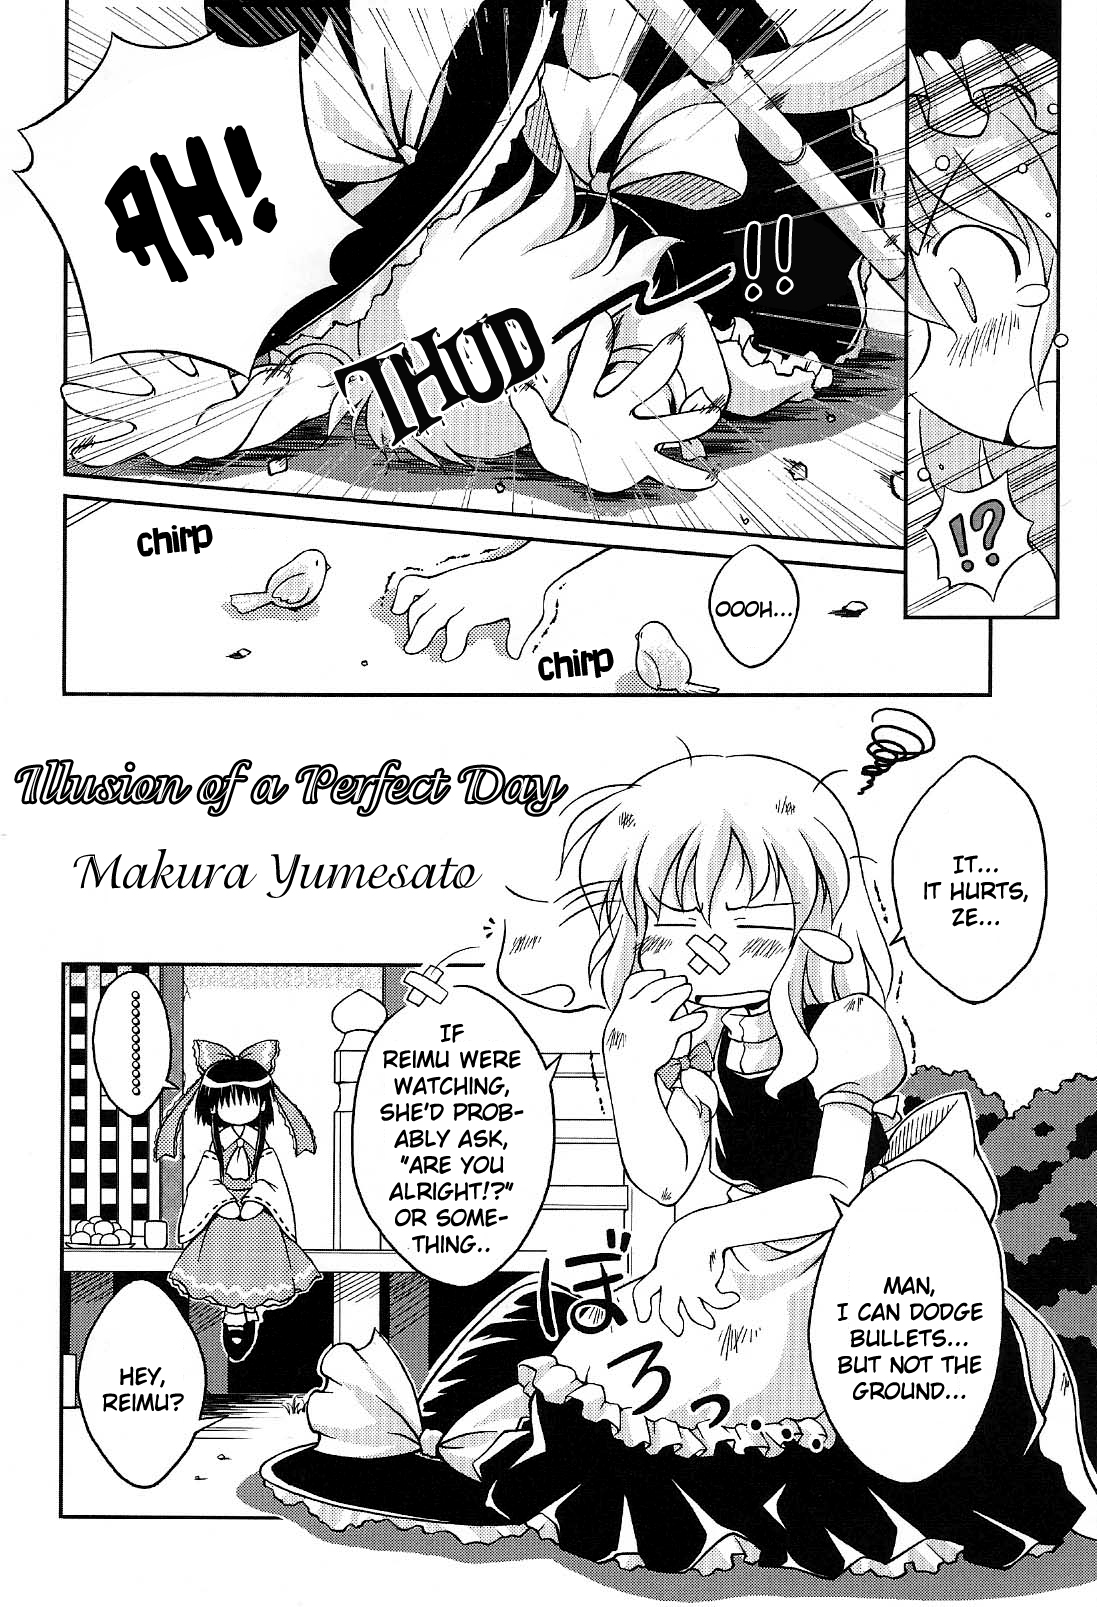 !?
AH!
THUD
!!
chirp
OOOH...
chirp
Illusion of a Perfect Day
Makura Yumesato
IT...
IT HURTS,
ZE...
IF
REIMU WERE
WATCHING,
SHE'D PROB-
ABLY ASK,
"ARE YOU
ALRIGHT!?"
OR SOME-
THING..
MAN,
I CAN DODGE
BULLETS...
BUT NOT THE
GROUND...
ぼ
ろっ…
..........
HEY,
REIMU?